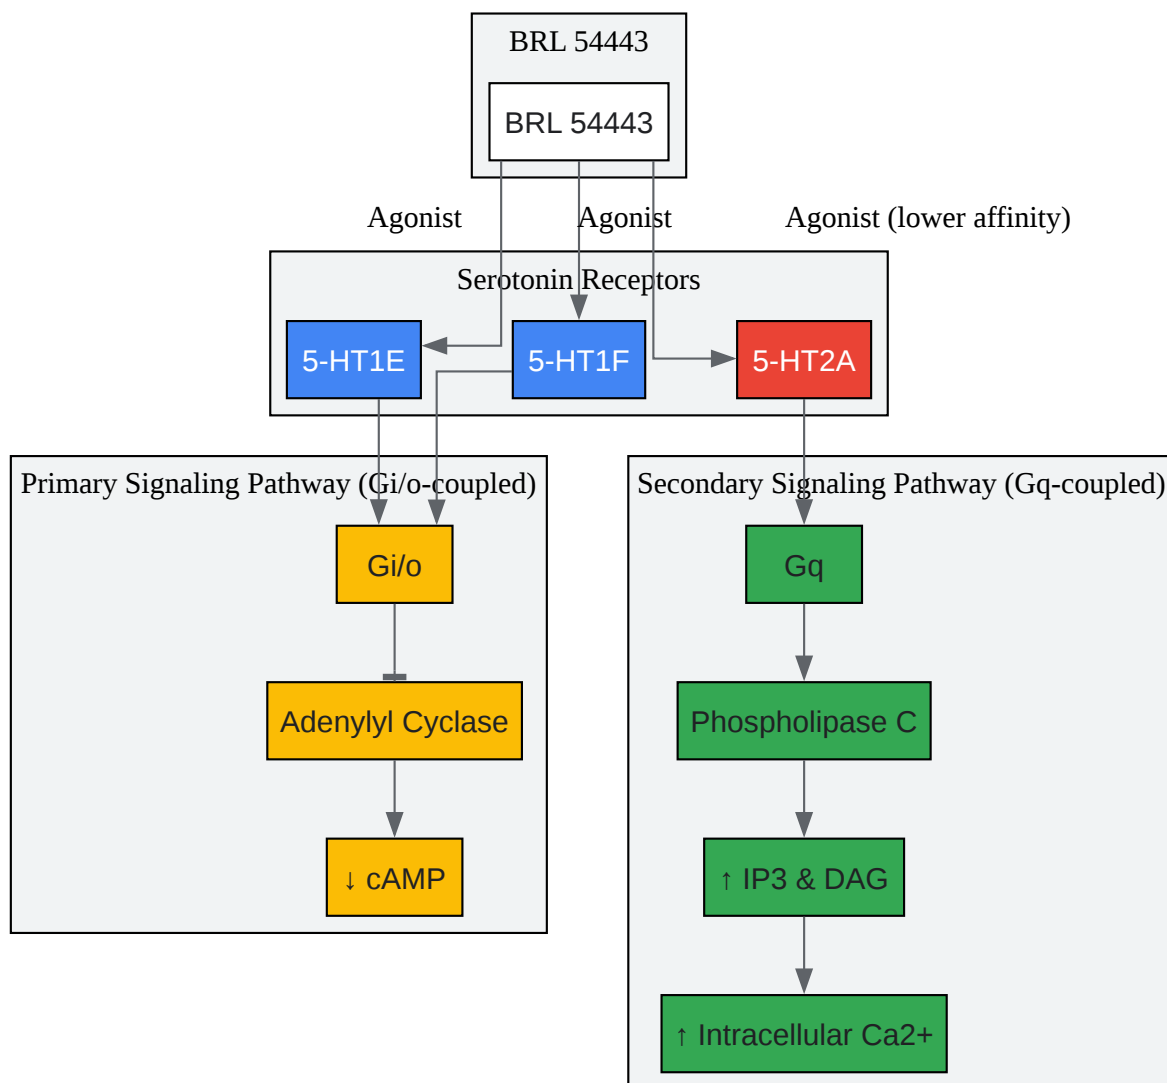 BRL 54443
BRL 54443
Agonist
Agonist
Agonist (lower affinity)
Serotonin Receptors
5-HT1E
5-HT1F
5-HT2A
Primary Signaling Pathway (Gi/o-coupled)
Secondary Signaling Pathway (Gq-coupled)
Gi/o
Gq
Adenylyl Cyclase
Phospholipase C
↓ cAMP
↑ IP3 & DAG
↑ Intracellular Ca2+